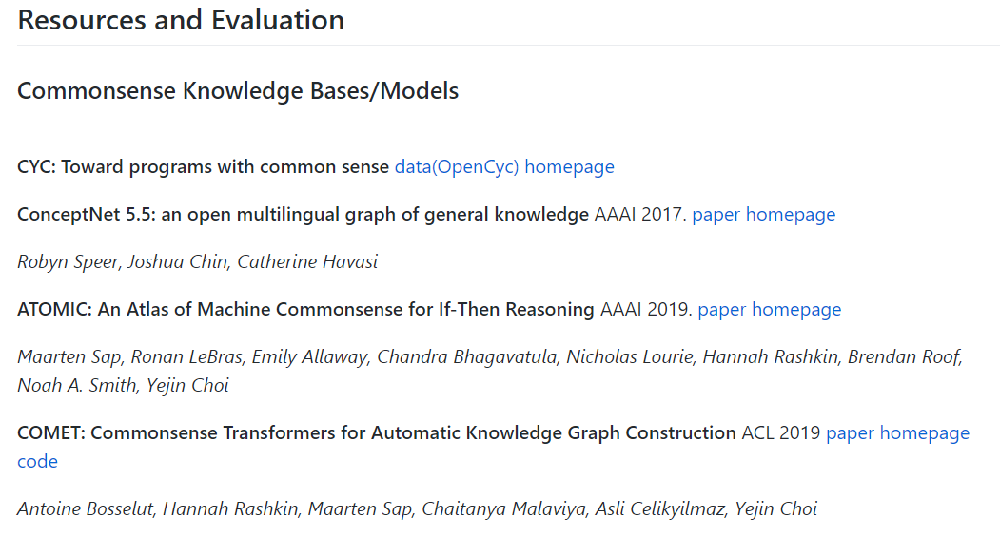 Resources and Evaluation
Commonsense Knowledge Bases/Models
CYC: Toward programs with common sense data(OpenCyc) homepage
ConceptNet 5.5: an open multilingual graph of general knowledge AAAI 2017. paper homepage
Robyn Speer, Joshua Chin, Catherine Havasi
ATOMIC: An Atlas of Machine Commonsense for If-Then Reasoning AAAI 2019. paper homepage
Maarten Sap, Ronan LeBras, Emily Allaway, Chandra Bhagavatula, Nicholas Lourie, Hannah Rashkin, Brendan Roof,
Noah A. Smith, Yejin Choi
COMET: Commonsense Transformers for Automatic Knowledge Graph Construction ACL 2019 paper homepage
code
Antoine Bosselut, Hannah Rashkin, Maarten Sap, Chaitanya Malaviya, Asli Celikyilmaz, Yejin Choi